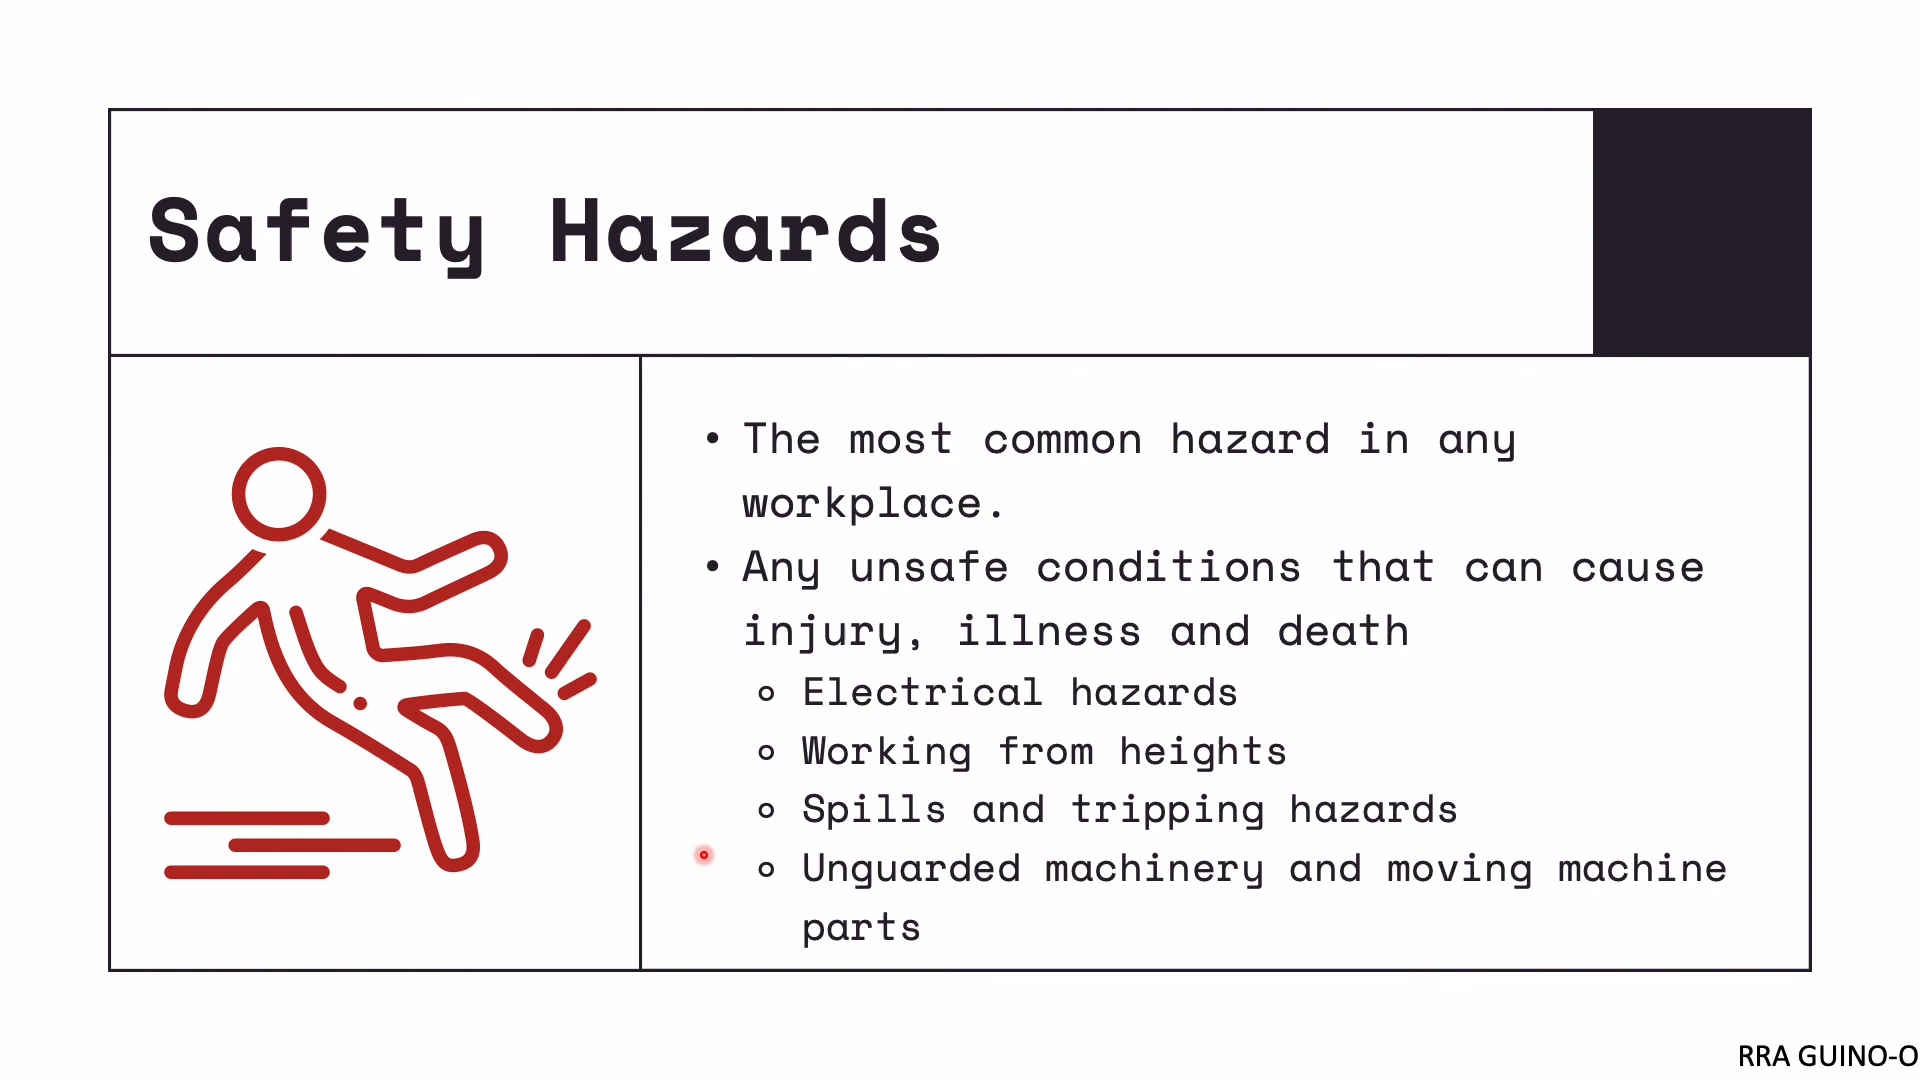 Safety Hazards
• The most common hazard in any
workplace.
• Any unsafe conditions that can cause
injury, illness and death
○ Electrical hazards
○ Working from heights
○ Spills and tripping hazards
○ Unguarded machinery and moving machine
parts
RRA GUINO-O